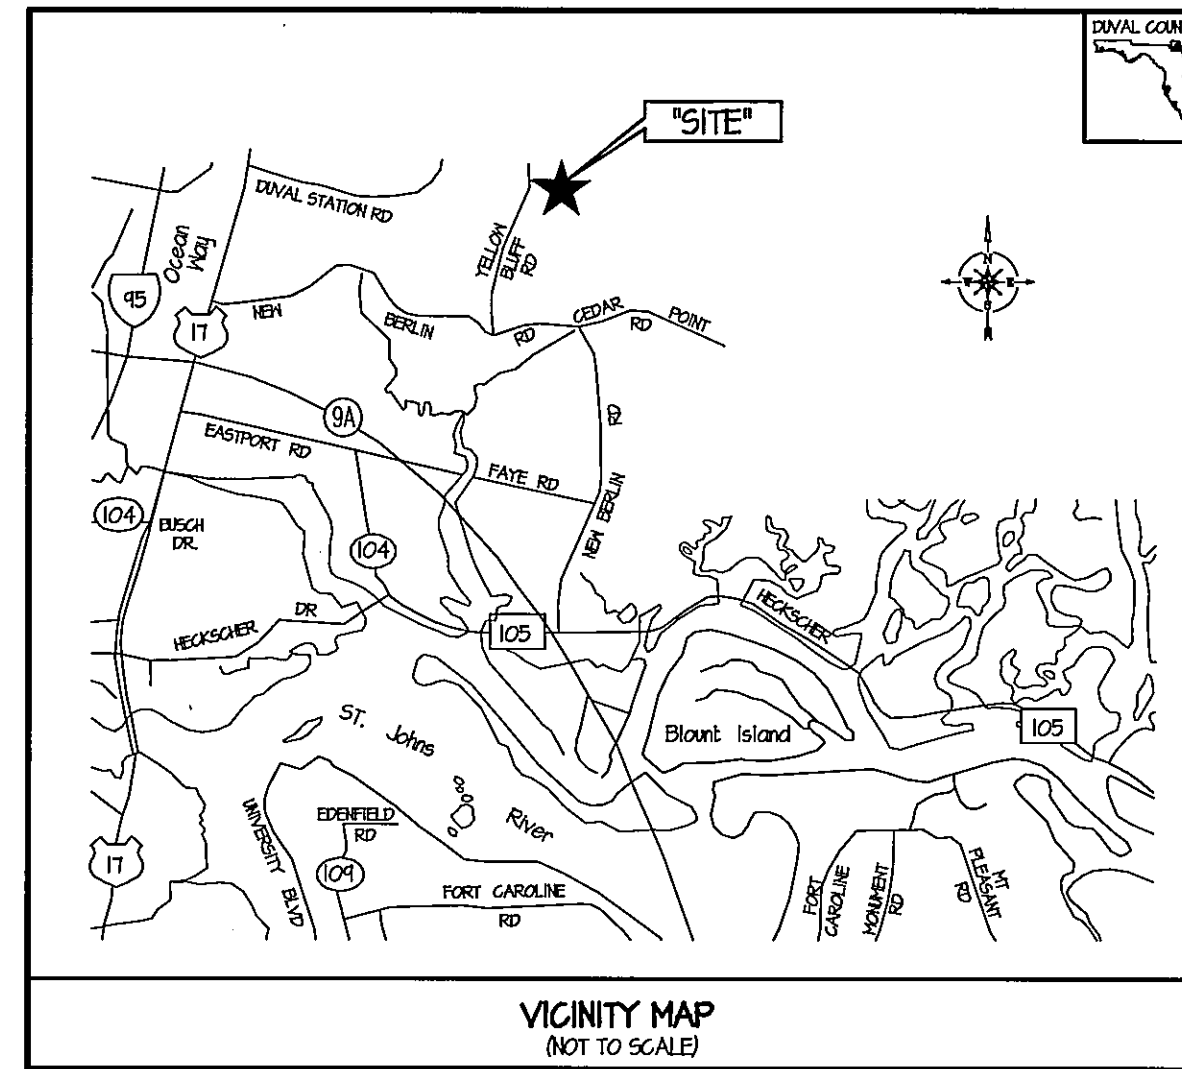 DUVAL COUN
"SITE"
DUVAL STATION RD
Ocean
Way
YELLOW
BLUFF
RD
95
17
NEW
BERLIN
RD
CEDAR
RD
POINT
N
W
E
S
N
9A
EASTPORT RD
RD
FAYE RD
NEW BERLIN
104
BUSCH
DR.
104
HECKSCHER
DR
105
HECKSCHER
ST. Johns
River
Blount Island
105
UNIVERSITY BLVD
EDENFIELD
RD
17
109
FORT CAROLINE
RD
FORT
CAROLINE
MONUMENT
RD
MT
PLEASANT
RD
VICINITY MAP
(NOT TO SCALE)